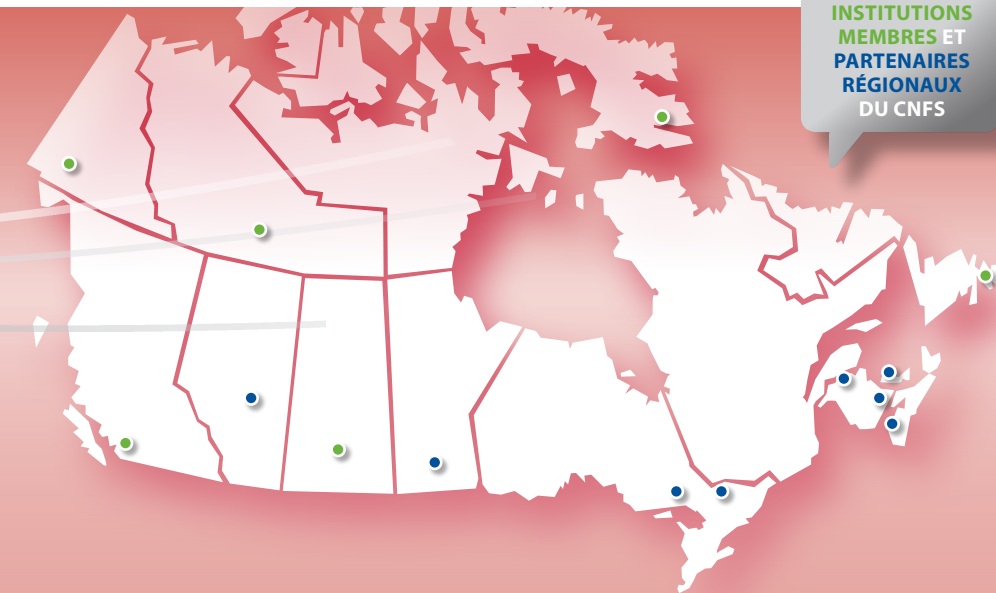 INSTITUTIONS
MEMBRES ET
PARTENAIRES
RÉGIONAUX
DU CNFS